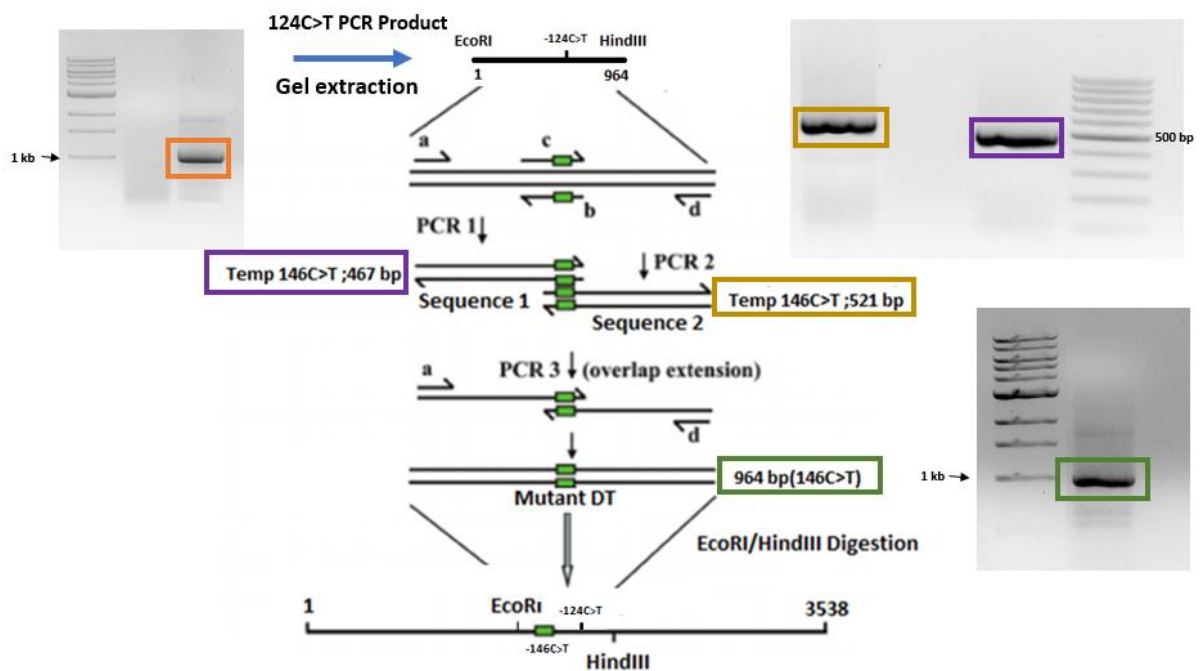 124C>T PCR Product
Gel extraction
1 kb
EcoRI
-124C>T
HindIII
1
964
500 bp
a
c
b
d
PCR 1
PCR 2
Temp 146C>T ;467 bp
Sequence 1
Temp 146C>T ;521 bp
Sequence 2
PCR 3
(overlap extension)
a
d
964 bp(146C>T)
Mutant DT
1 kb
EcoRI/HindIII Digestion
1
EcoRI
-124C>T
3538
-146C>T
HindIII